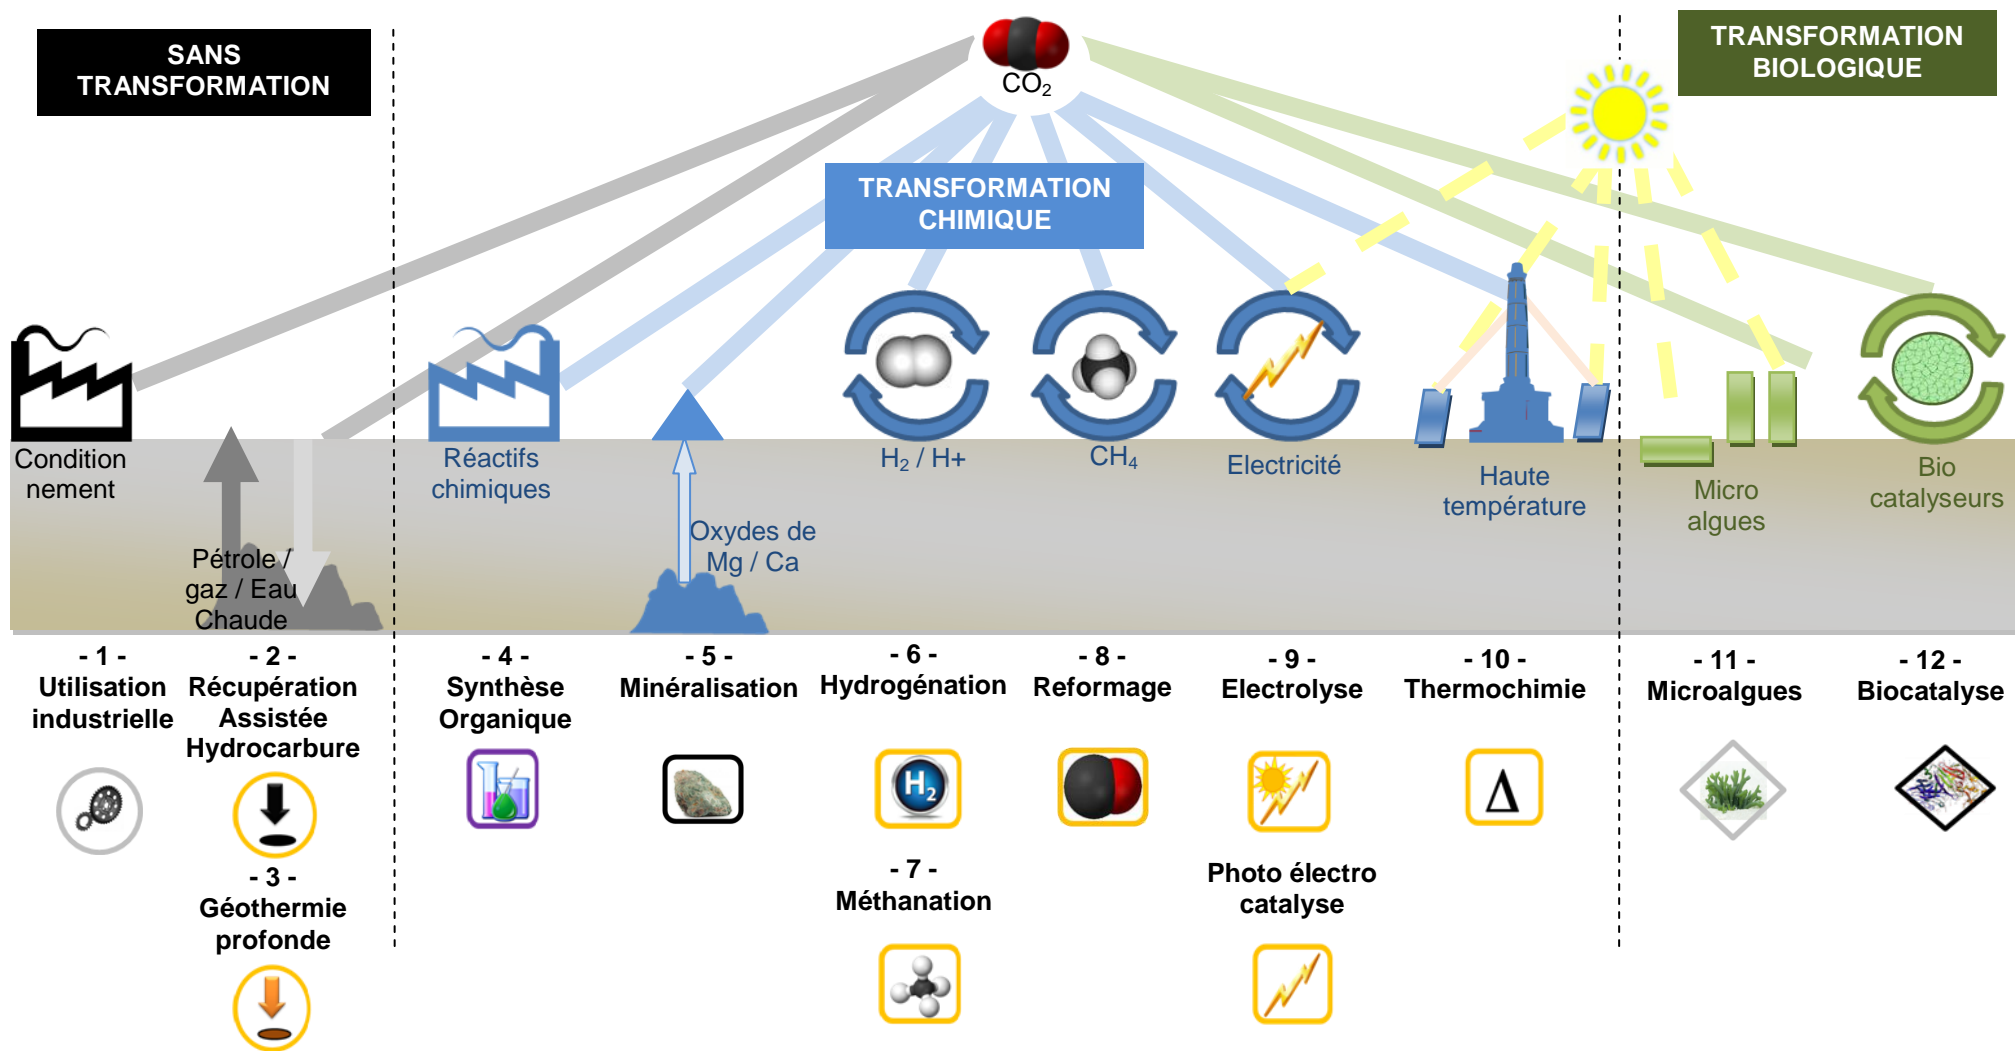 SANS
TRANSFORMATION
CO₂
TRANSFORMATION
BIOLOGIQUE
TRANSFORMATION
CHIMIQUE
Condition
nement
Pétrole /
gaz / Eau
Chaude
Réactifs
chimiques
Oxydes de
Mg / Ca
H₂ / H+
CH₄
Electricité
Haute
température
Micro
algues
Bio
catalyseurs
- 1 -
Utilisation
industrielle
- 2 -
Récupération
Assistée
Hydrocarbure
- 3 -
Géothermie
profonde
- 4 -
Synthèse
Organique
- 5 -
Minéralisation
- 6 -
Hydrogénation
H₂
- 7 -
Méthanation
- 8 -
Reformage
- 9 -
Electrolyse
Photo électro
catalyse
- 10 -
Thermochimie
Δ
- 11 -
Microalgues
- 12 -
Biocatalyse